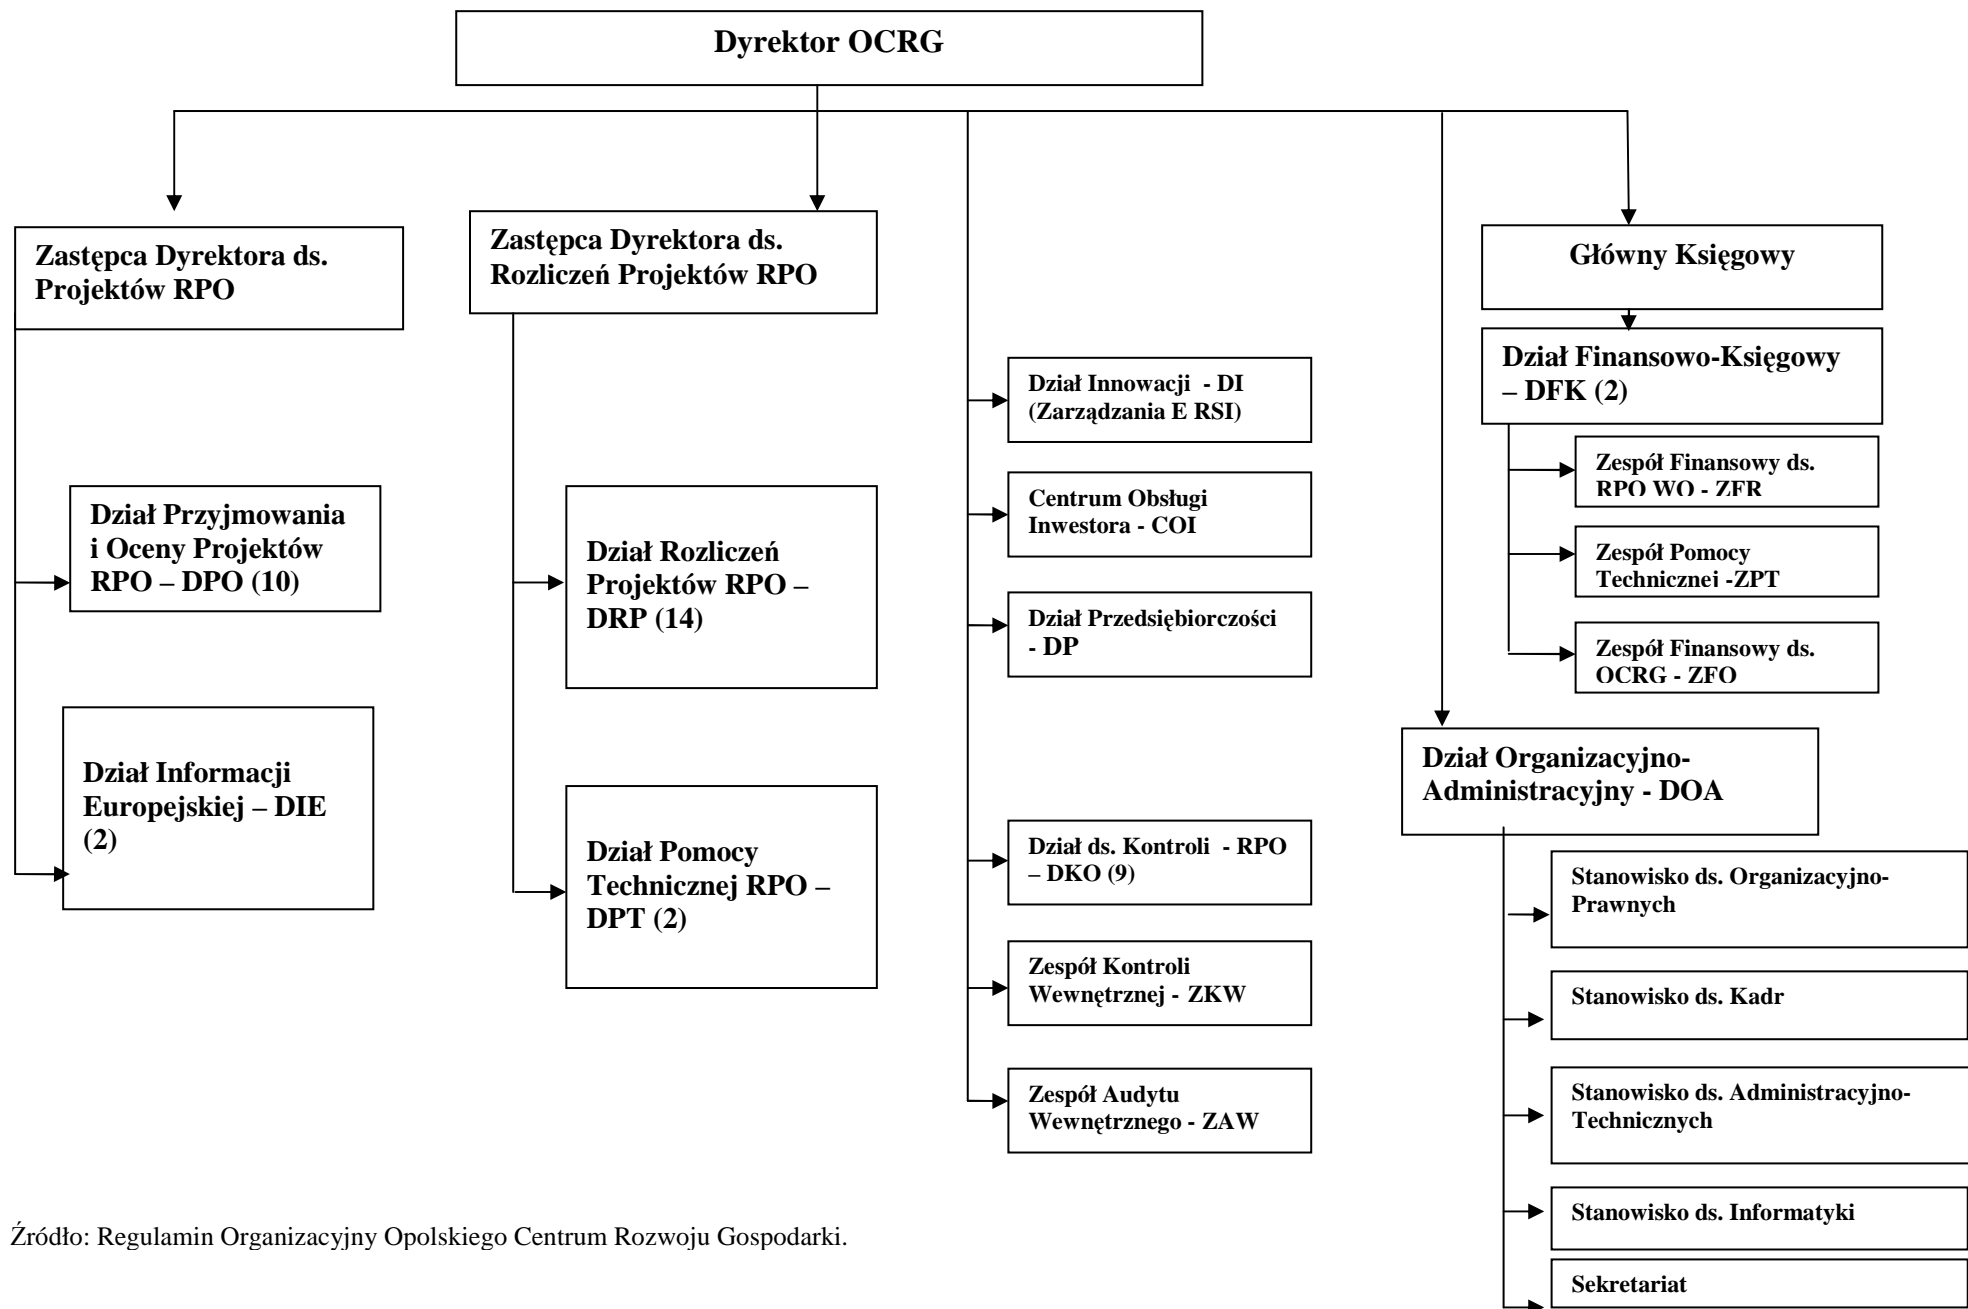 Dyrektor OCRG
Zastępca Dyrektora ds.
Projektów RPO
Dział Przyjmowania
i Oceny Projektów
RPO – DPO (10)
Dział Informacji
Europejskiej – DIE
(2)
Zastępca Dyrektora ds.
Rozliczeń Projektów RPO
Dział Rozliczeń
Projektów RPO –
DRP (14)
Dział Pomocy
Technicznej RPO –
DPT (2)
Dział Innowacji - DI
(Zarządzania E RSI)
Centrum Obsługi
Inwestora - COI
Dział Przedsiębiorczości
- DP
Dział ds. Kontroli - RPO
– DKO (9)
Zespół Kontroli
Wewnętrznej - ZKW
Zespół Audytu
Wewnętrznego - ZAW
Główny Księgowy
Dział Finansowo-Księgowy
– DFK (2)
Zespół Finansowy ds.
RPO WO - ZFR
Zespół Pomocy
Technicznej -ZPT
Zespół Finansowy ds.
OCRG - ZFO
Dział Organizacyjno-
Administracyjny - DOA
Stanowisko ds. Organizacyjno-
Prawnych
Stanowisko ds. Kadr
Stanowisko ds. Administracyjno-
Technicznych
Stanowisko ds. Informatyki
Sekretariat
Źródło: Regulamin Organizacyjny Opolskiego Centrum Rozwoju Gospodarki.